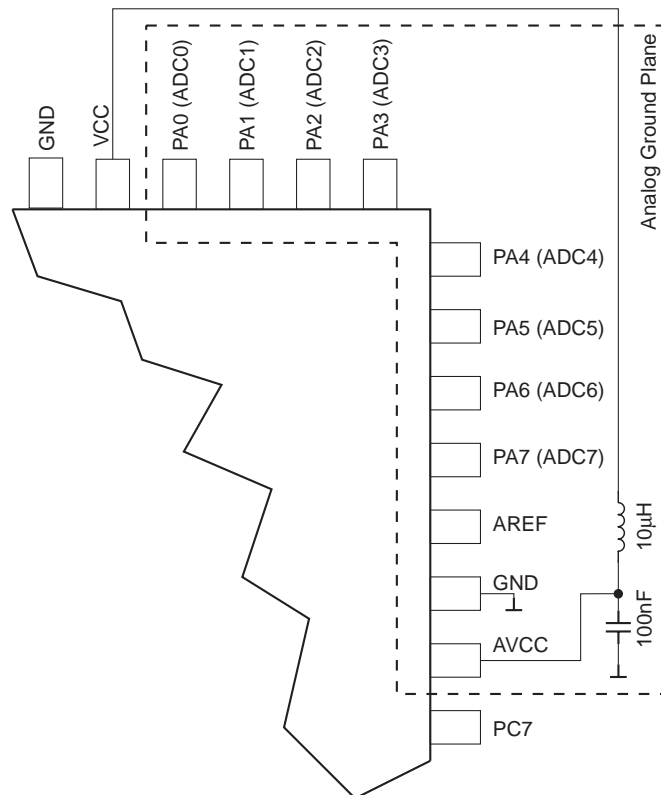 GND
VCC
PA0 (ADC0)
PA1 (ADC1)
PA2 (ADC2)
PA3 (ADC3)
Analog Ground Plane
PA4 (ADC4)
PA5 (ADC5)
PA6 (ADC6)
PA7 (ADC7)
AREF
10μH
GND
AVCC
100nF
PC7